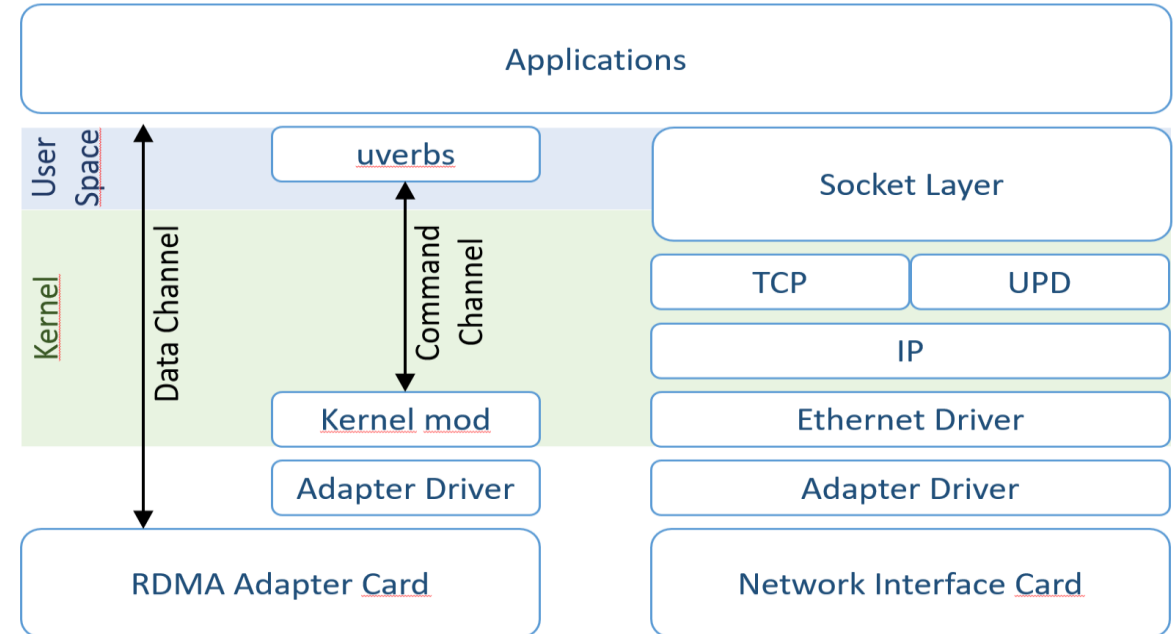 Applications
User
Space
uverbs
Socket Layer
Kernel
Data Channel
Command
Channel
TCP
UPD
IP
Kernel mod
Ethernet Driver
Adapter Driver
Adapter Driver
RDMA Adapter Card
Network Interface Card